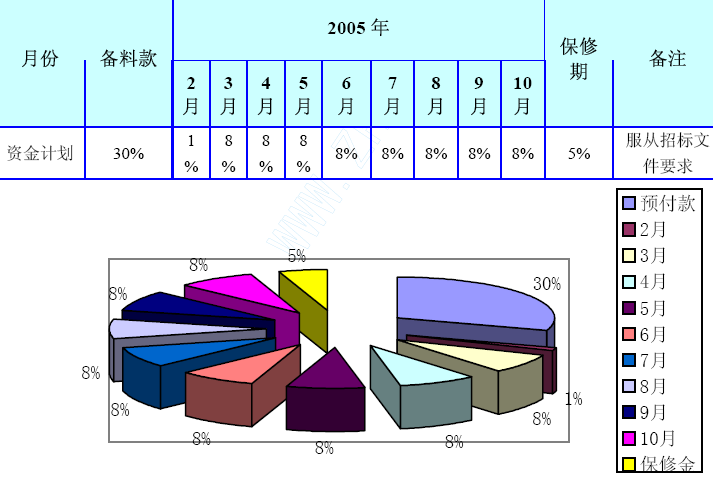 月份
备料款
2005 年
保修
期
备注
2
月
3
月
4
月
5
月
6
月
7
月
8
月
9
月
10
月
资金计划
30%
1
%
8
%
8
%
8
%
8%
8%
8%
8%
8%
5%
服从招标文
件要求
预付款
2月
3月
4月
5月
6月
7月
8月
9月
10月
保修金
5%
8%
30%
8%
8%
1%
8%
8%
8%
8%
8%